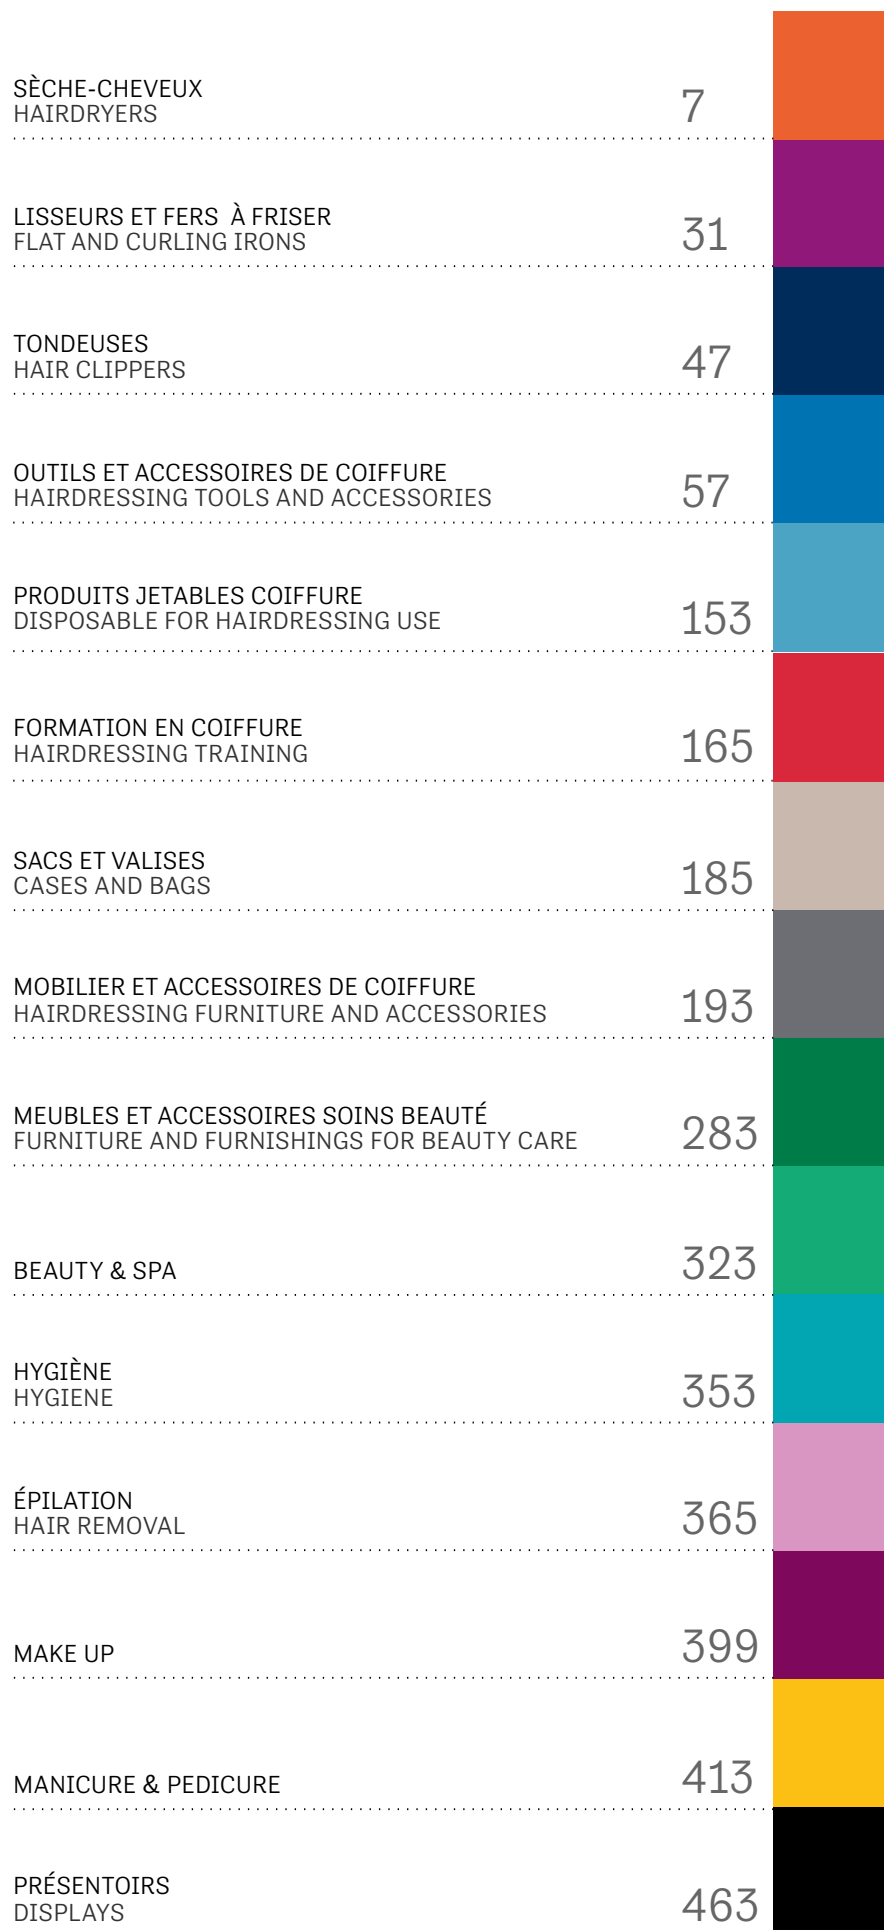 SÈCHE-CHEVEUX
HAIRDRYERS
7
LISSEURS ET FERS À FRISER
FLAT AND CURLING IRONS
31
TONDEUSES
HAIR CLIPPERS
47
OUTILS ET ACCESSOIRES DE COIFFURE
HAIRDRESSING TOOLS AND ACCESSORIES
57
PRODUITS JETABLES COIFFURE
DISPOSABLE FOR HAIRDRESSING USE
153
FORMATION EN COIFFURE
HAIRDRESSING TRAINING
165
SACS ET VALISES
CASES AND BAGS
185
MOBILIER ET ACCESSOIRES DE COIFFURE
HAIRDRESSING FURNITURE AND ACCESSORIES
193
MEUBLES ET ACCESSOIRES SOINS BEAUTÉ
FURNITURE AND FURNISHINGS FOR BEAUTY CARE
283
BEAUTY & SPA
323
HYGIÈNE
HYGIENE
353
ÉPILATION
HAIR REMOVAL
365
MAKE UP
399
MANICURE & PEDICURE
413
PRÉSENTOIRS
DISPLAYS
463